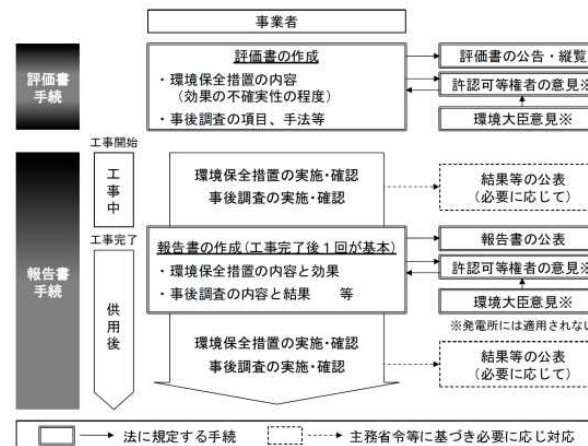 事業者
評価書
手続
評価書の作成
・環境保全措置の内容
(効果の不確実性の程度)
・事後調査の項目、手法等
評価書の公告・縦覧
許認可等権者の意見※
環境大臣意見※
工事開始
工事中
環境保全措置の実施・確認
事後調査の実施・確認
結果等の公表
(必要に応じて)
工事完了
報告書
手続
報告書の作成(工事完了後1回が基本)
・環境保全措置の内容と効果
・事後調査の内容と結果 等
報告書の公表
許認可等権者の意見※
環境大臣意見※
※発電所には適用されない
供用後
環境保全措置の実施・確認
事後調査の実施・確認
結果等の公表
(必要に応じて)
法に規定する手続
主務省令等に基づき必要に応じ対応